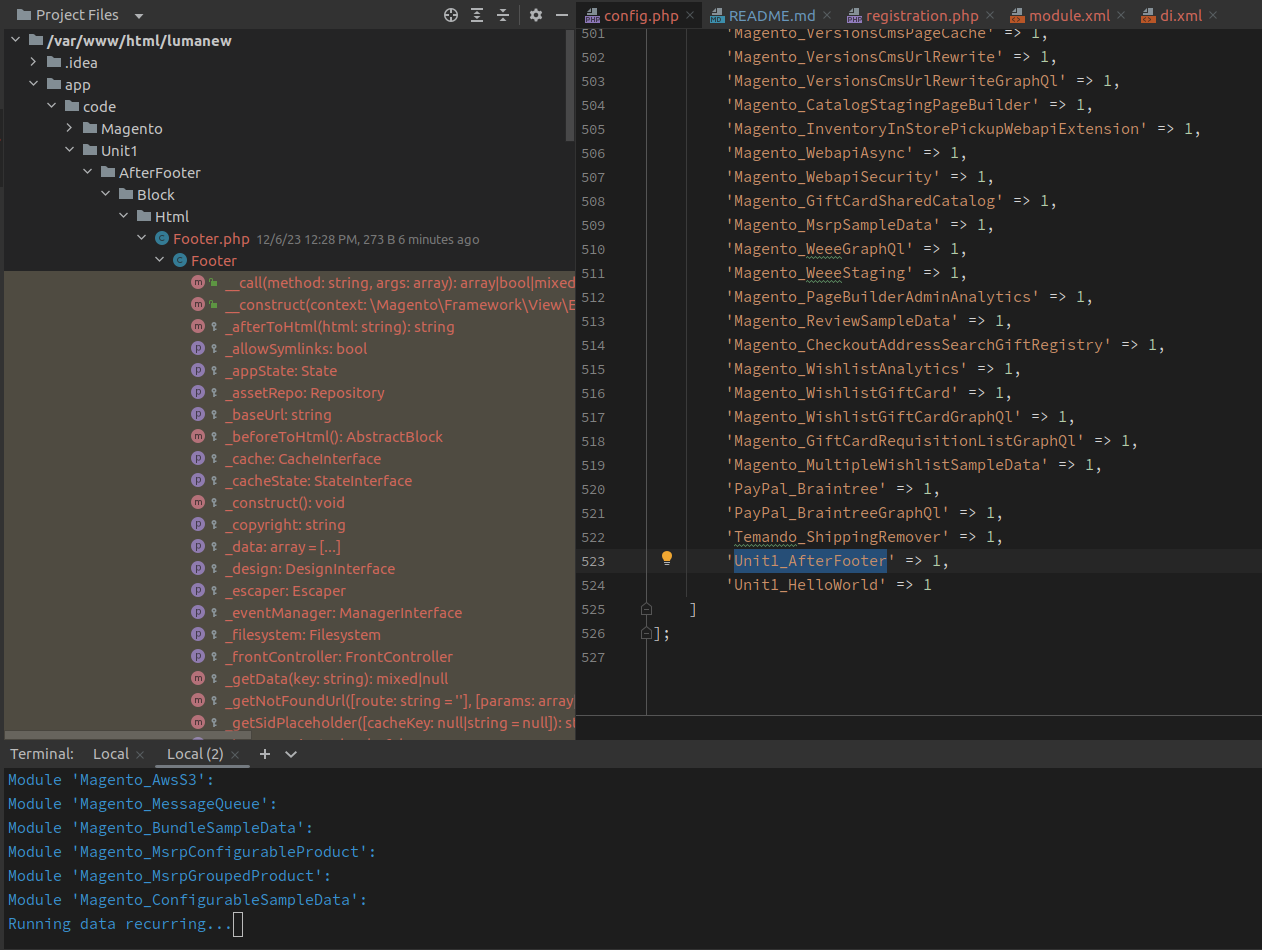 Project Files
/var/www/html/lumanew
.idea
app
code
Magento
Unit1
AfterFooter
Block
Html
Footer.php 12/6/23 12:28 PM, 273 B 6 minutes ago
Footer
__call(method: string, args: array): array|bool|mixed
__construct(context: \Magento\Framework\View\E
_afterToHtml(html: string): string
_allowSymlinks: bool
_appState: State
_assetRepo: Repository
_baseUrl: string
_beforeToHtml(): AbstractBlock
_cache: CacheInterface
_cacheState: StateInterface
_construct(): void
_copyright: string
_data: array = [...]
_design: DesignInterface
_escaper: Escaper
_eventManager: ManagerInterface
_filesystem: Filesystem
_frontController: FrontController
_getData(key: string): mixed|null
_getNotFoundUrl([route: string = ''], [params: array|
_getSidPlaceholder([cacheKey: null|string = null]): st
config.php README.md registration.php module.xml di.xml
501 'Magento_VersionsCmsPageCache' => 1,
502 'Magento_VersionsCmsUrlRewrite' => 1,
503 'Magento_VersionsCmsUrlRewriteGraphQl' => 1,
504 'Magento_CatalogStagingPageBuilder' => 1,
505 'Magento_InventoryInStorePickupWebapiExtension' => 1,
506 'Magento_WebapiAsync' => 1,
507 'Magento_WebapiSecurity' => 1,
508 'Magento_GiftCardSharedCatalog' => 1,
509 'Magento_MsrpSampleData' => 1,
510 'Magento_WeeeGraphQl' => 1,
511 'Magento_WeeeStaging' => 1,
512 'Magento_PageBuilderAdminAnalytics' => 1,
513 'Magento_ReviewSampleData' => 1,
514 'Magento_CheckoutAddressSearchGiftRegistry' => 1,
515 'Magento_WishlistAnalytics' => 1,
516 'Magento_WishlistGiftCard' => 1,
517 'Magento_WishlistGiftCardGraphQl' => 1,
518 'Magento_GiftCardRequisitionListGraphQl' => 1,
519 'Magento_MultipleWishlistSampleData' => 1,
520 'PayPal_Braintree' => 1,
521 'PayPal_BraintreeGraphQl' => 1,
522 'Temando_ShippingRemover' => 1,
523 'Unit1_AfterFooter' => 1,
524 'Unit1_HelloWorld' => 1
525 ]
526 ];
527
Terminal: Local Local (2)
Module 'Magento_AwsS3':
Module 'Magento_MessageQueue':
Module 'Magento_BundleSampleData':
Module 'Magento_MsrpConfigurableProduct':
Module 'Magento_MsrpGroupedProduct':
Module 'Magento_ConfigurableSampleData':
Running data recurring...